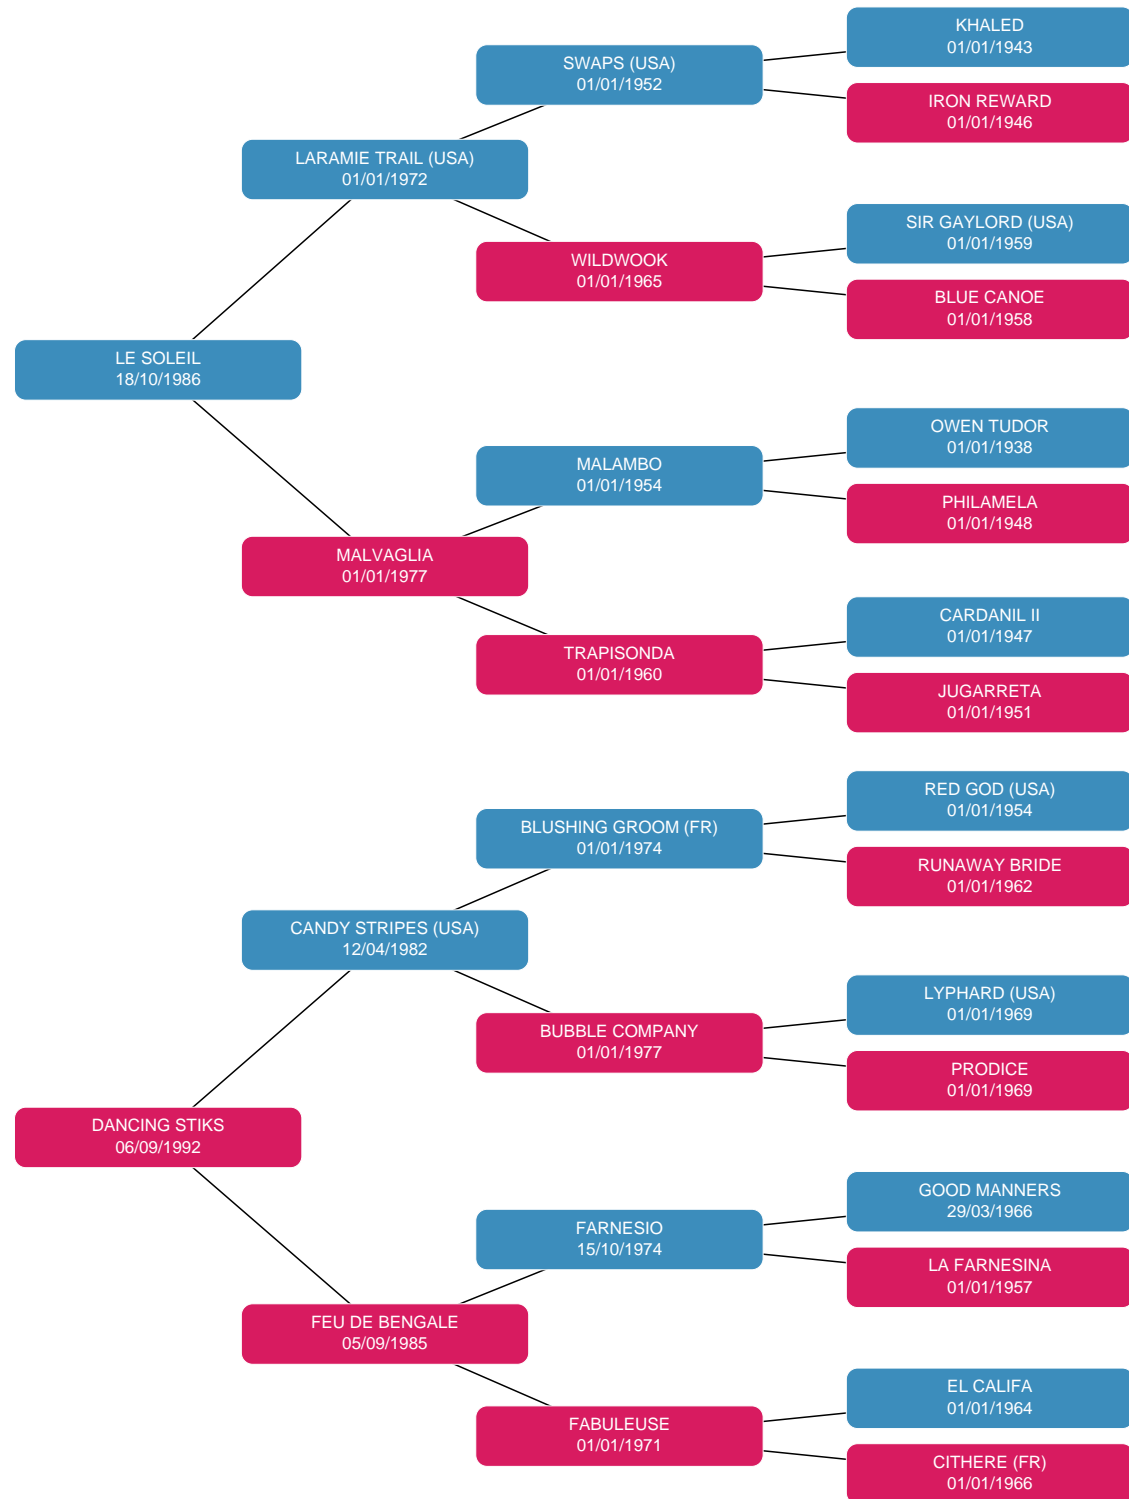 KHALED
01/01/1943
SWAPS (USA)
01/01/1952
IRON REWARD
01/01/1946
LARAMIE TRAIL (USA)
01/01/1972
SIR GAYLORD (USA)
01/01/1959
WILDWOOK
01/01/1965
BLUE CANOE
01/01/1958
LE SOLEIL
18/10/1986
OWEN TUDOR
01/01/1938
MALAMBO
01/01/1954
PHILAMELA
01/01/1948
MALVAGLIA
01/01/1977
CARDANIL II
01/01/1947
TRAPISONDA
01/01/1960
JUGARRETA
01/01/1951
RED GOD (USA)
01/01/1954
BLUSHING GROOM (FR)
01/01/1974
RUNAWAY BRIDE
01/01/1962
CANDY STRIPES (USA)
12/04/1982
LYPHARD (USA)
01/01/1969
BUBBLE COMPANY
01/01/1977
PRODICE
01/01/1969
DANCING STIKS
06/09/1992
GOOD MANNERS
29/03/1966
FARNESIO
15/10/1974
LA FARNESINA
01/01/1957
FEU DE BENGALE
05/09/1985
EL CALIFA
01/01/1964
FABULEUSE
01/01/1971
CITHERE (FR)
01/01/1966